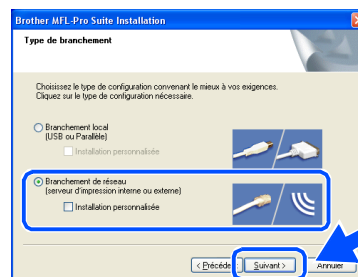 Brother MFL-Pro Suite Installation
Type de branchement
Choisissez le type de configuration convenant le mieux à vos exigences.
Cliquez sur le type de configuration nécessaire.
Branchement local
(USB ou Parallèle)
Installation personnalisée
Branchement de réseau
(serveur d'impression interne ou externe)
Installation personnalisée
< Précéde
Suivant >
Annuler